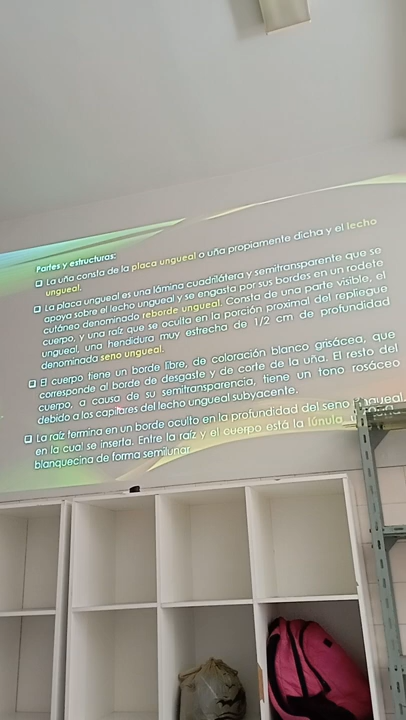 Partes y estructuras:
❑ La uña consta de la placa ungueal o uña propiamente dicha y el lecho
ungueal.
❑ La placa ungueal es una lámina cuadrilátera y semitransparente que se
apoya sobre el lecho ungueal y se engasta por sus bordes en un rodete
cutáneo denominado reborde ungueal. Consta de una parte visible, el
cuerpo, y una raíz que se oculta en la porción proximal del repliegue
ungueal, una hendidura muy estrecha de 1/2 cm de profundidad
denominada seno ungueal.
❑ El cuerpo tiene un borde libre, de coloración blanco grisácea, que
corresponde al borde de desgaste y de corte de la uña. El resto del
cuerpo, a causa de su semitransparencia, tiene un tono rosáceo
debido a los capilares del lecho ungueal subyacente.
❑ La raíz termina en un borde oculto en la profundidad del seno ungueal,
en la cual se inserta. Entre la raíz y el cuerpo está la lúnula,
blanquecina de forma semilunar